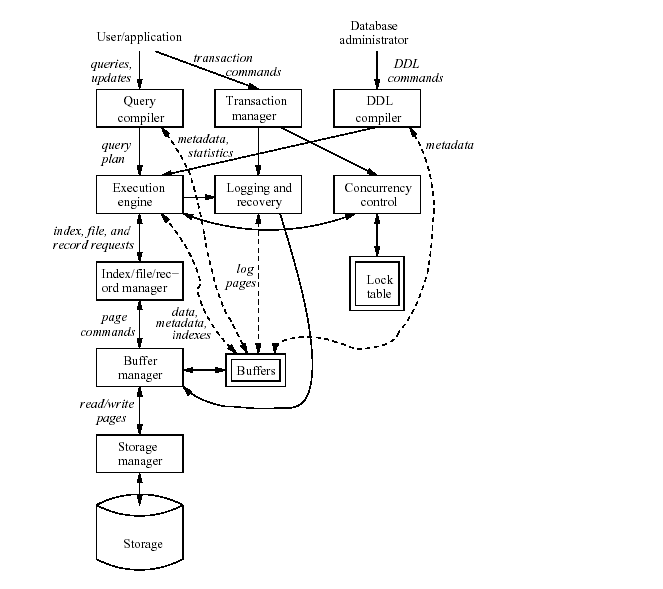 Database
User/application
administrator
transaction
commands
queries,
updates
DDL
commands
Query
compiler
Transaction
manager
DDL
compiler
metadata,
statistics
metadata
query
plan
Execution
engine
Logging and
recovery
Concurrency
control
index, file, and
record requests
log
pages
Lock
table
Index/file/rec−
ord manager
data,
metadata,
indexes
page
commands
Buffer
manager
Buffers
read/write
pages
Storage
manager
Storage